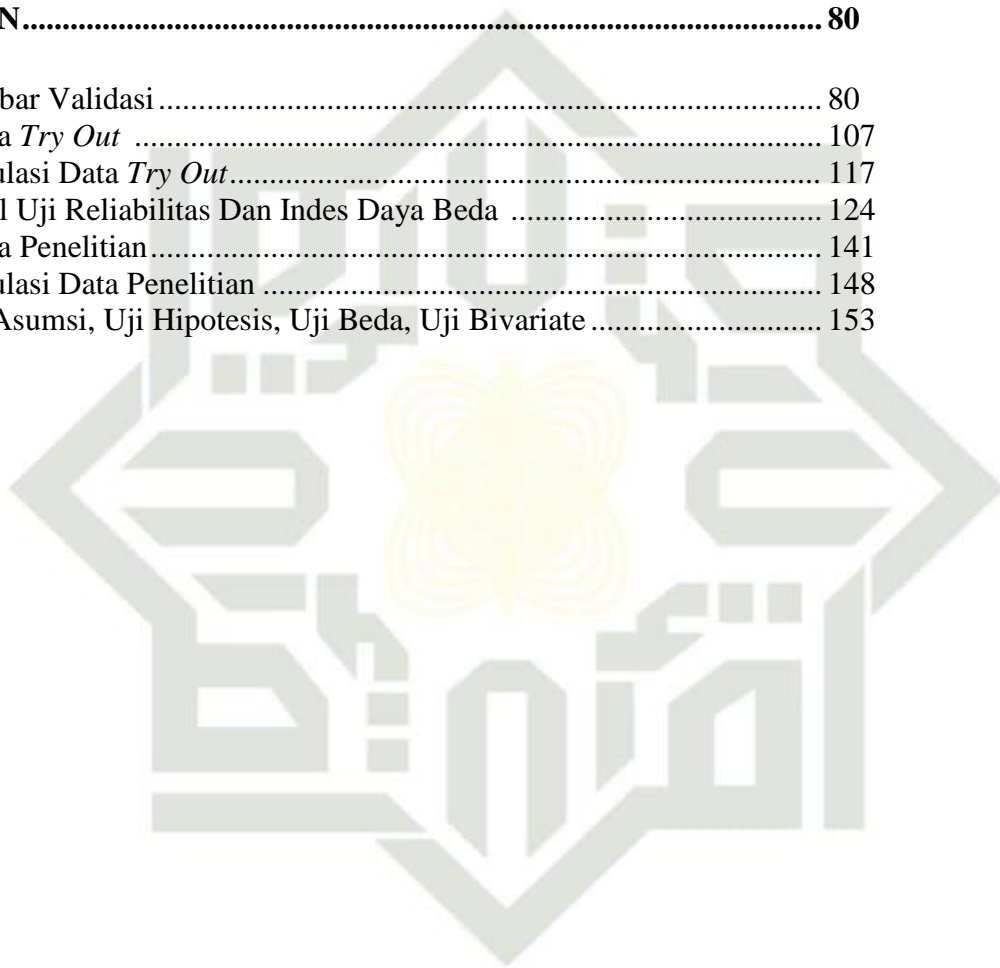 N.................................................................................................... 80
bar Validasi................................................................................... 80
a Try Out ...................................................................................... 107
ulasi Data Try Out.......................................................................... 117
l Uji Reliabilitas Dan Indes Daya Beda ....................................... 124
a Penelitian.................................................................................... 141
ulasi Data Penelitian ...................................................................... 148
Asumsi, Uji Hipotesis, Uji Beda, Uji Bivariate............................. 153